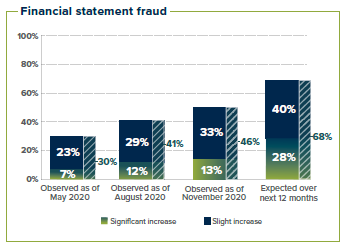 Financial statement fraud
100%
80%
60%
40%
20%
0%
23%
7%
30%
29%
12%
41%
33%
13%
46%
40%
28%
68%
Observed as of
May 2020
Observed as of
August 2020
Observed as of
November 2020
Expected over
next 12 months
Significant increase
Slight increase